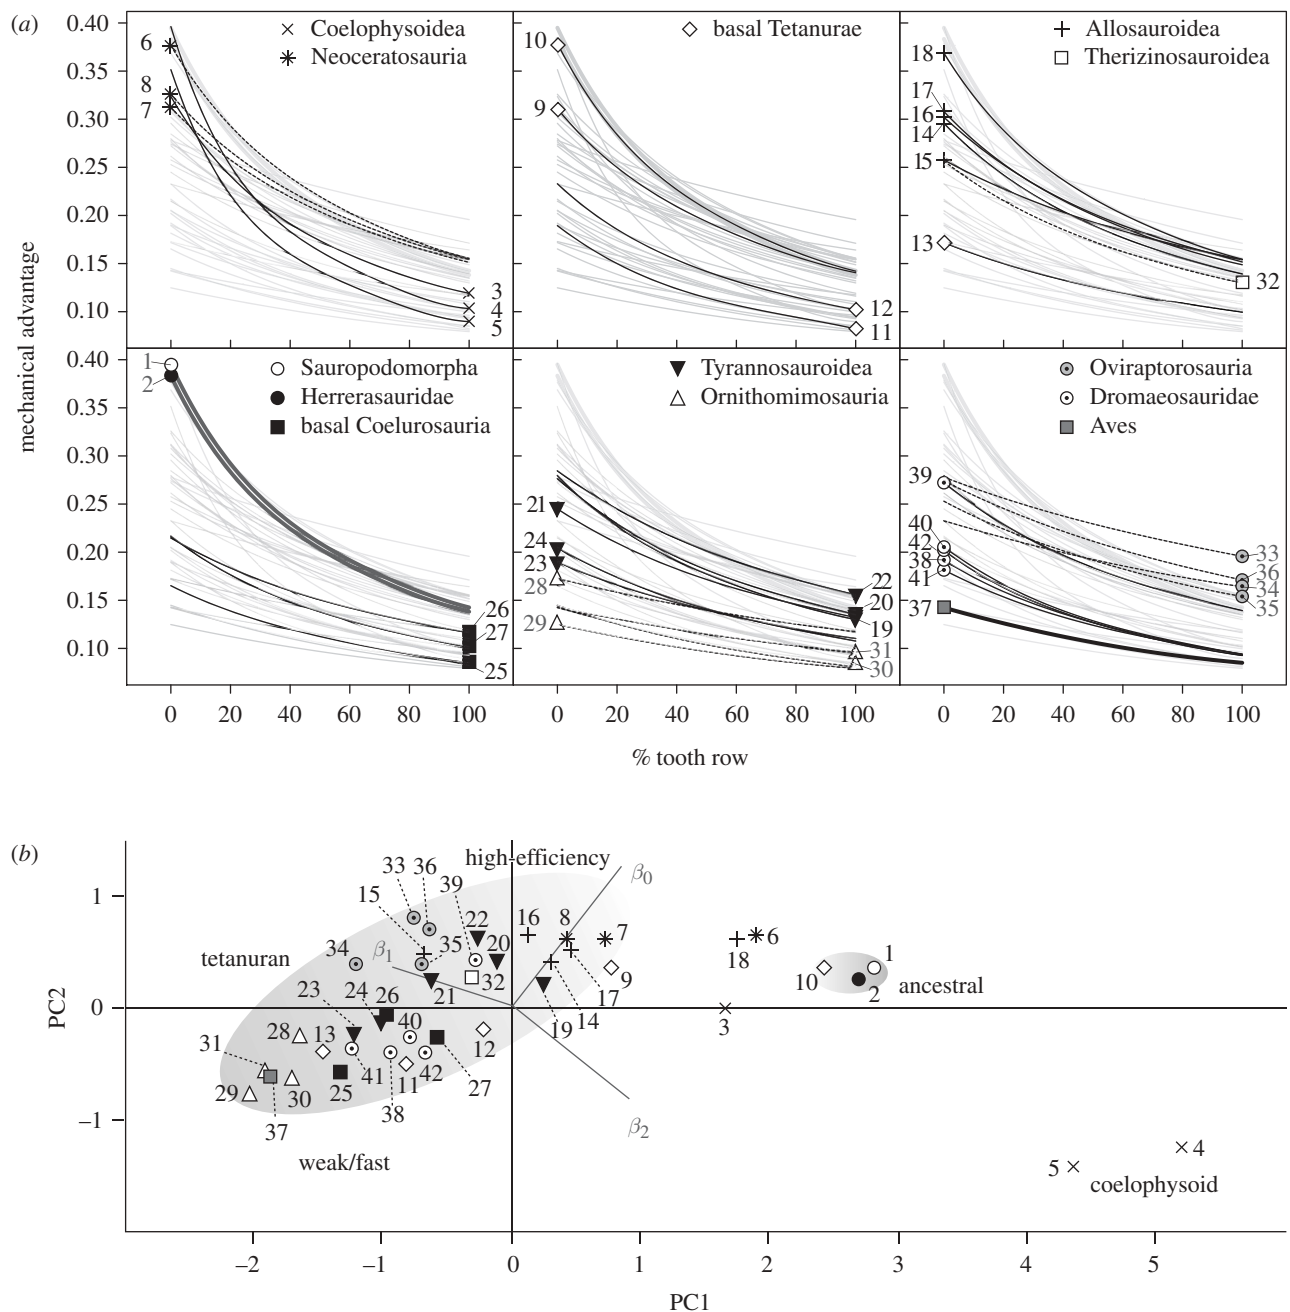 (a)
mechanical advantage
0.40
0.35
0.30
0.25
0.20
0.15
0.10
6
8
7
Coelophysoidea
Neoceratosauria
3
4
5
10
9
basal Tetanurae
12
11
18
17
16
14
15
13
Allosauroidea
Therizinosauroidea
32
0.40
0.35
0.30
0.25
0.20
0.15
0.10
1
2
Sauropodomorpha
Herrerasauridae
basal Coelurosauria
26
27
25
Tyrannosauroidea
Ornithomimosauria
21
24
23
28
29
22
20
19
31
30
Oviraptorosauria
Dromaeosauridae
Aves
39
40
42
38
41
37
33
36
34
35
0 20 40 60 80 100
0 20 40 60 80 100
0 20 40 60 80 100
% tooth row
(b)
PC2
1
0
−1
high-efficiency
33 36
39
15
β0
22
16 8 7
6
20
34
35
β1
tetanuran
18
1
10
2
ancestral
32
9
17
21
23
24 26
40
19 14
3
31
28 13
12
29
30
25
41
11 42
27
38
37
β2
weak/fast
4
5
coelophysoid
−2 −1 0 1 2 3 4 5
PC1